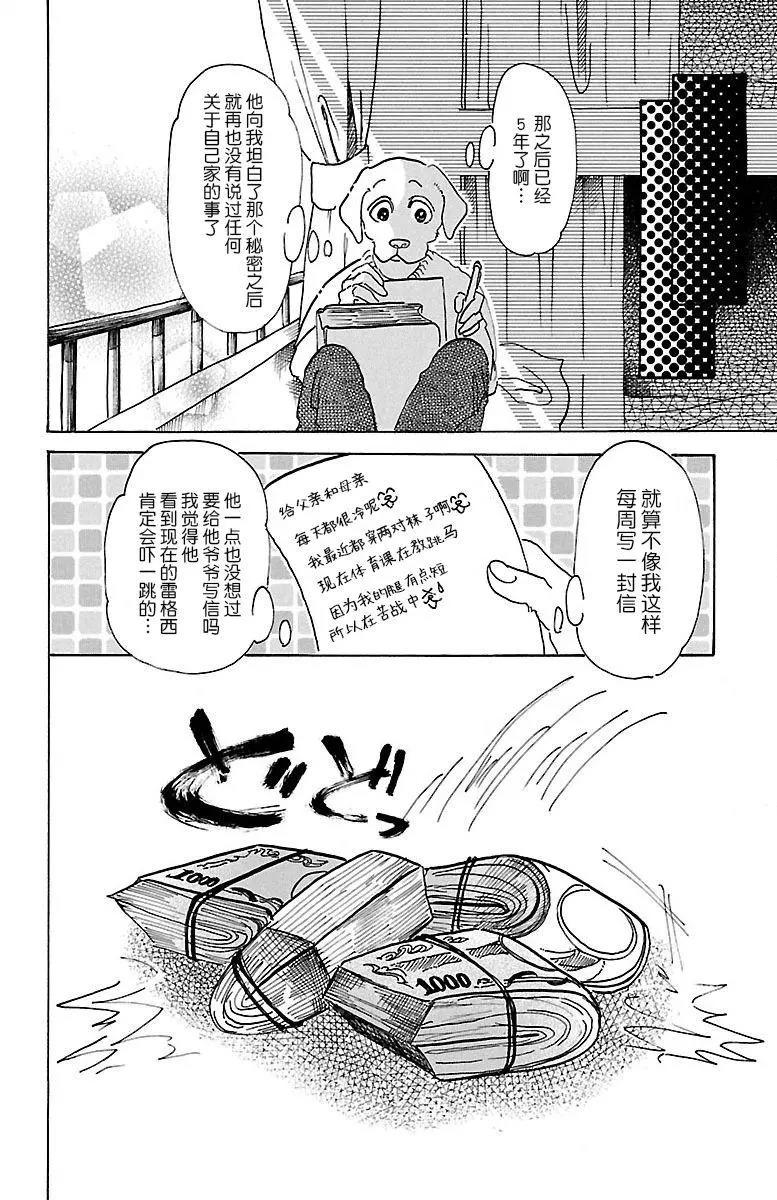 那之后已经
5年了啊…
他向我坦白了那个秘密之后
就再也没有说过任何
关于自己家的事了
就算不像我这样
每周写一封信
给父亲和母亲
每天都很冷呢
我最近都穿两对袜子啊
现在体育课在教跳马
因为我的腿有点短
所以在苦战中
他一点也没想过
要给他爷爷写信吗
我觉得他
看到现在的雷格西
肯定会吓一跳的…
どどっ
1000
1000